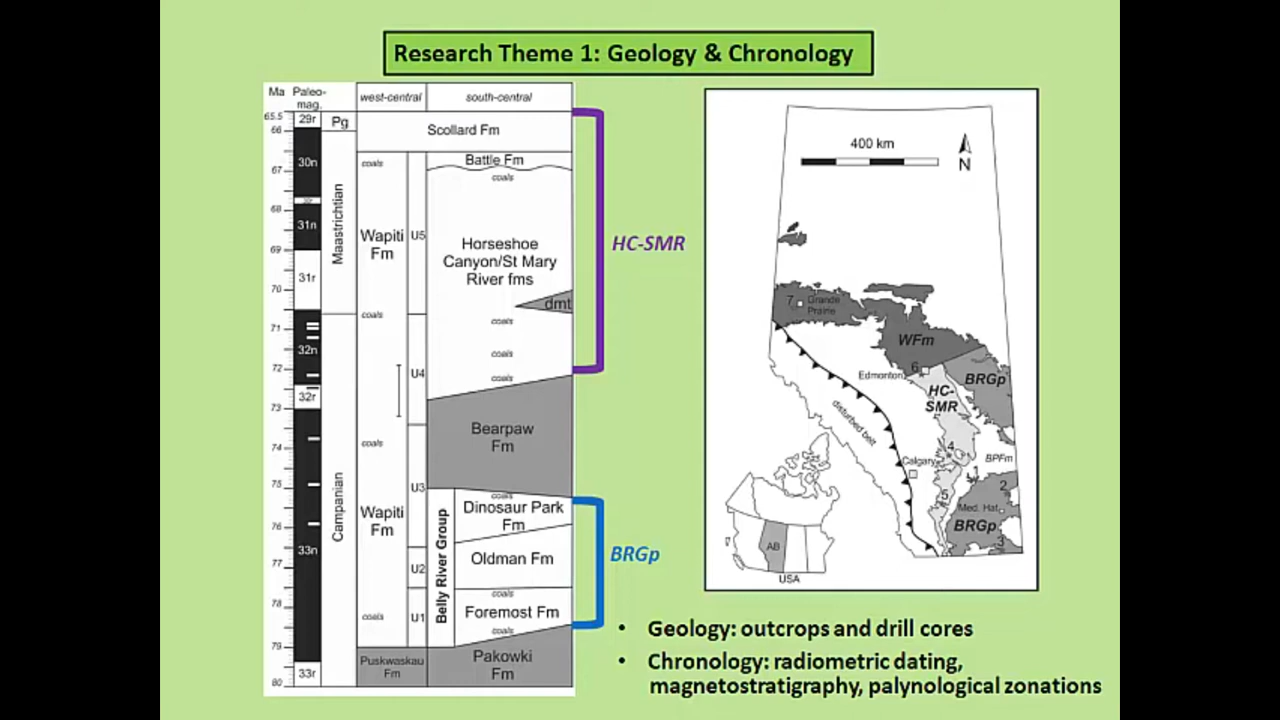 Research Theme 1: Geology & Chronology
Ma
Paleo-
mag.
west-central
south-central
65.5
66
67
68
69
70
71
72
73
74
75
76
77
78
79
80
29r
30n
31n
31r
32n
32r
33n
33r
Pg
Maastrichtian
Campanian
Scollard Fm
coals
Battle Fm
coals
Wapiti
Fm
U5
Horseshoe
Canyon/St Mary
River fms
dmt
coals
coals
coals
coals
U4
Bearpaw
Fm
coals
U3
coals
Wapiti
Fm
Belly River Group
Dinosaur Park
Fm
Oldman Fm
U2
coals
Foremost Fm
coals
U1
coals
Puskwaskau
Fm
Pakowki
Fm
HC-SMR
BRGp
400 km
N
7
Grande
Prairie
WFm
6
Edmonton
BRGp
HC-
SMR
disturbed belt
4
Calgary
BPFm
1
2
5
Med. Hat
BRGp
3
AB
USA
• Geology: outcrops and drill cores
• Chronology: radiometric dating,
magnetostratigraphy, palynological zonations